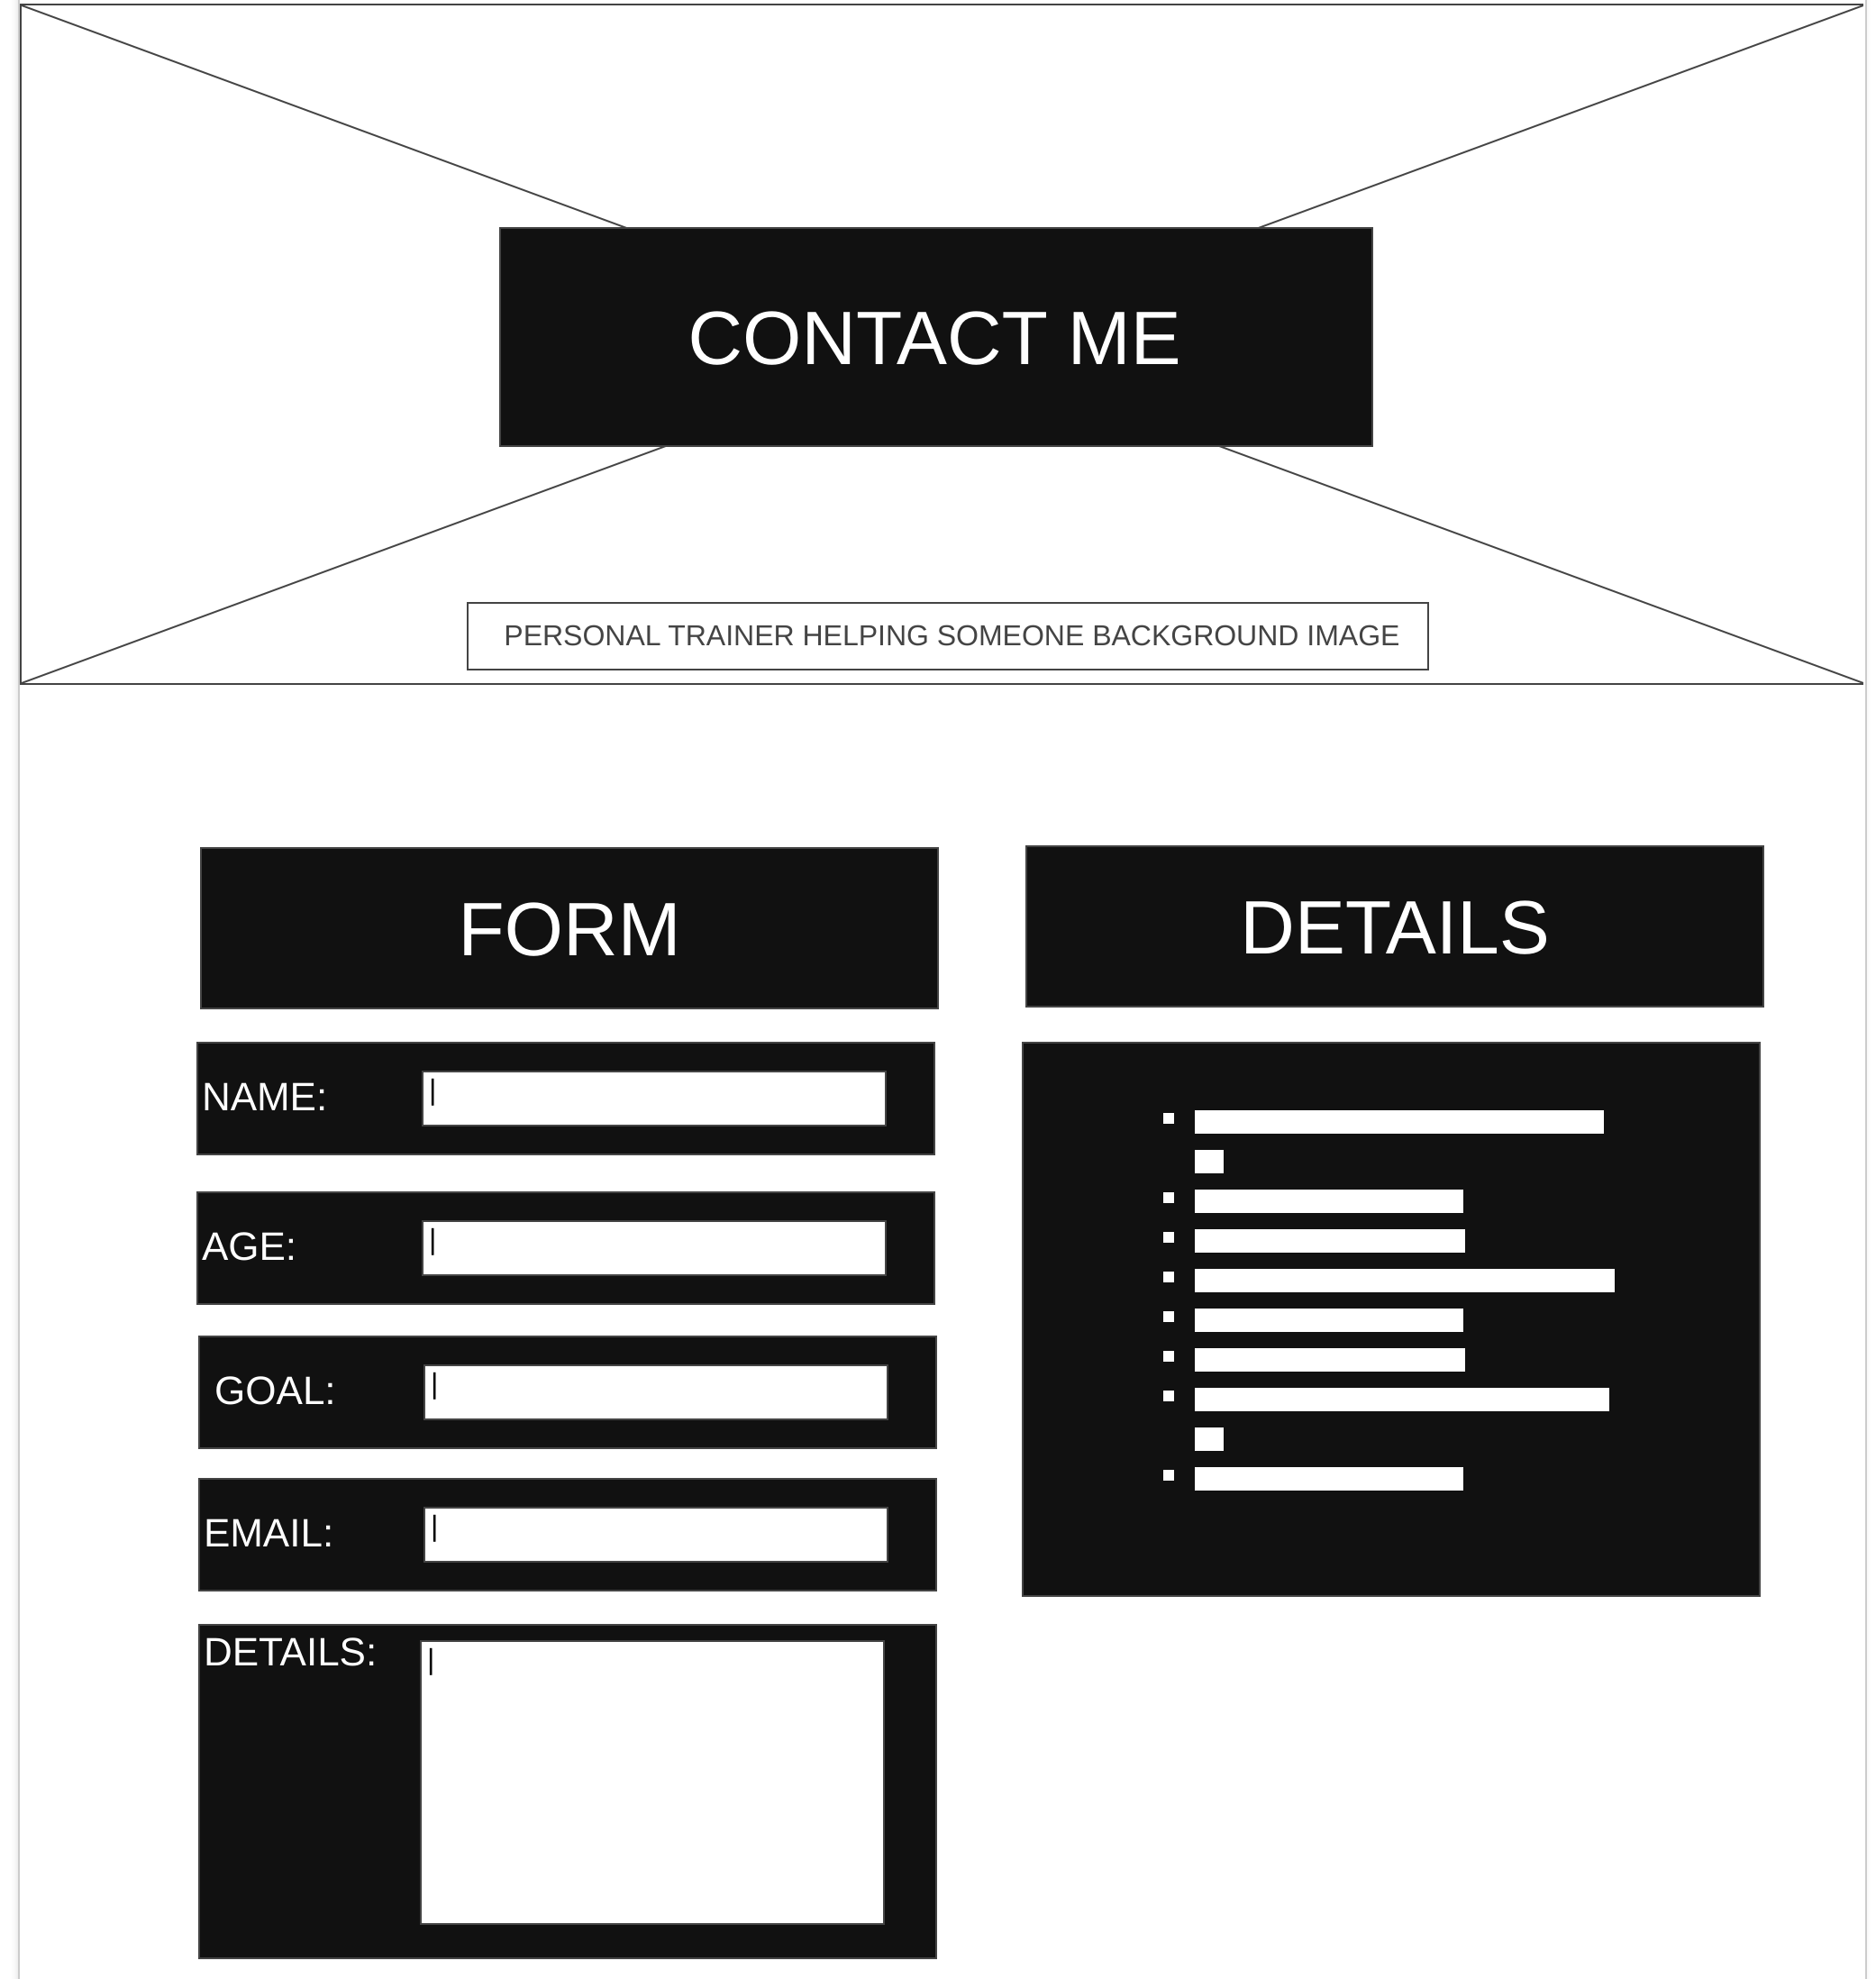 CONTACT ME
PERSONAL TRAINER HELPING SOMEONE BACKGROUND IMAGE
FORM
NAME:
AGE:
GOAL:
EMAIL:
DETAILS:
DETAILS